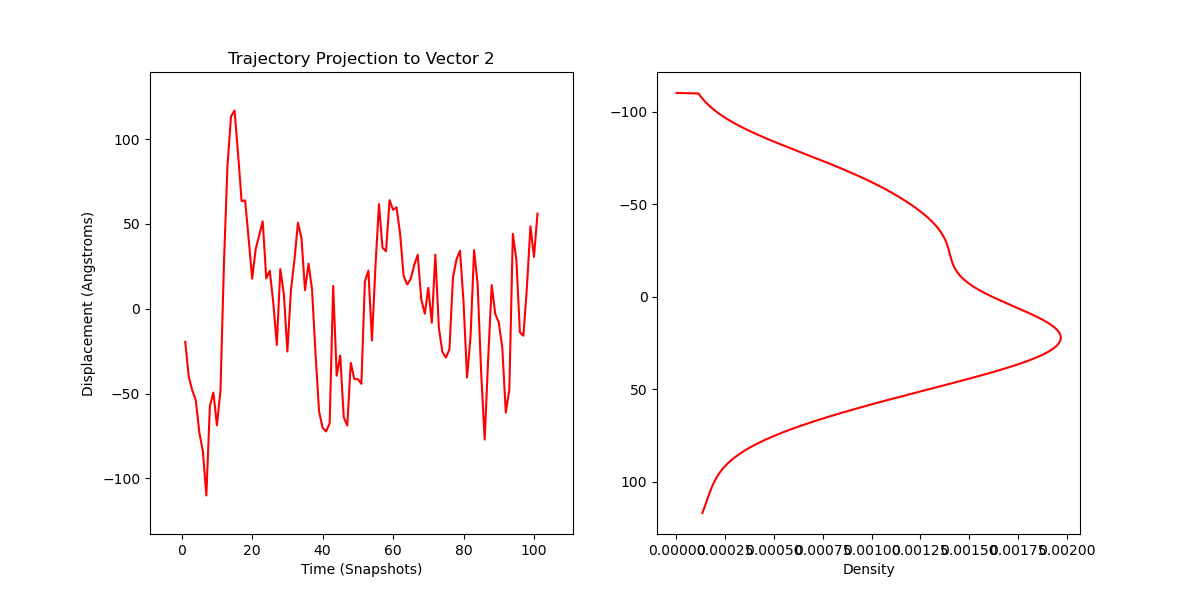 Trajectory Projection to Vector 2
Displacement (Angstroms)
100
50
0
−50
−100
0 20 40 60 80 100
Time (Snapshots)
−100
−50
0
50
100
0.00000 0.00025 0.00050 0.00075 0.00100 0.00125 0.00150 0.00175 0.00200
Density